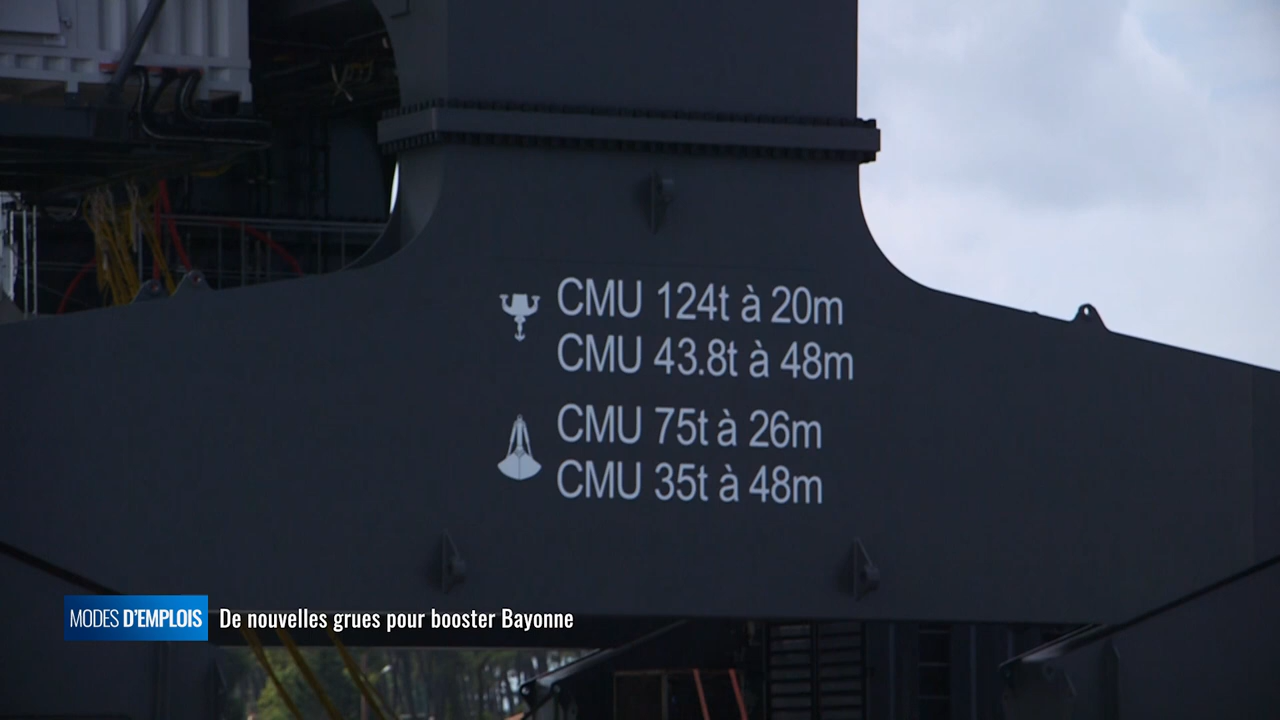 CMU 124t à 20m
CMU 43.8t à 48m
CMU 75t à 26m
CMU 35t à 48m
MODES D'EMPLOIS De nouvelles grues pour booster Bayonne